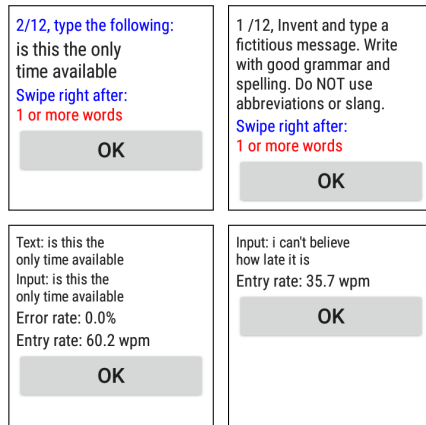 2/12, type the following:
is this the only
time available
Swipe right after:
1 or more words
OK
1 /12, Invent and type a
fictitious message. Write
with good grammar and
spelling. Do NOT use
abbreviations or slang.
Swipe right after:
1 or more words
OK
Text: is this the
only time available
Input: is this the
only time available
Error rate: 0.0%
Entry rate: 60.2 wpm
OK
Input: i can't believe
how late it is
Entry rate: 35.7 wpm
OK